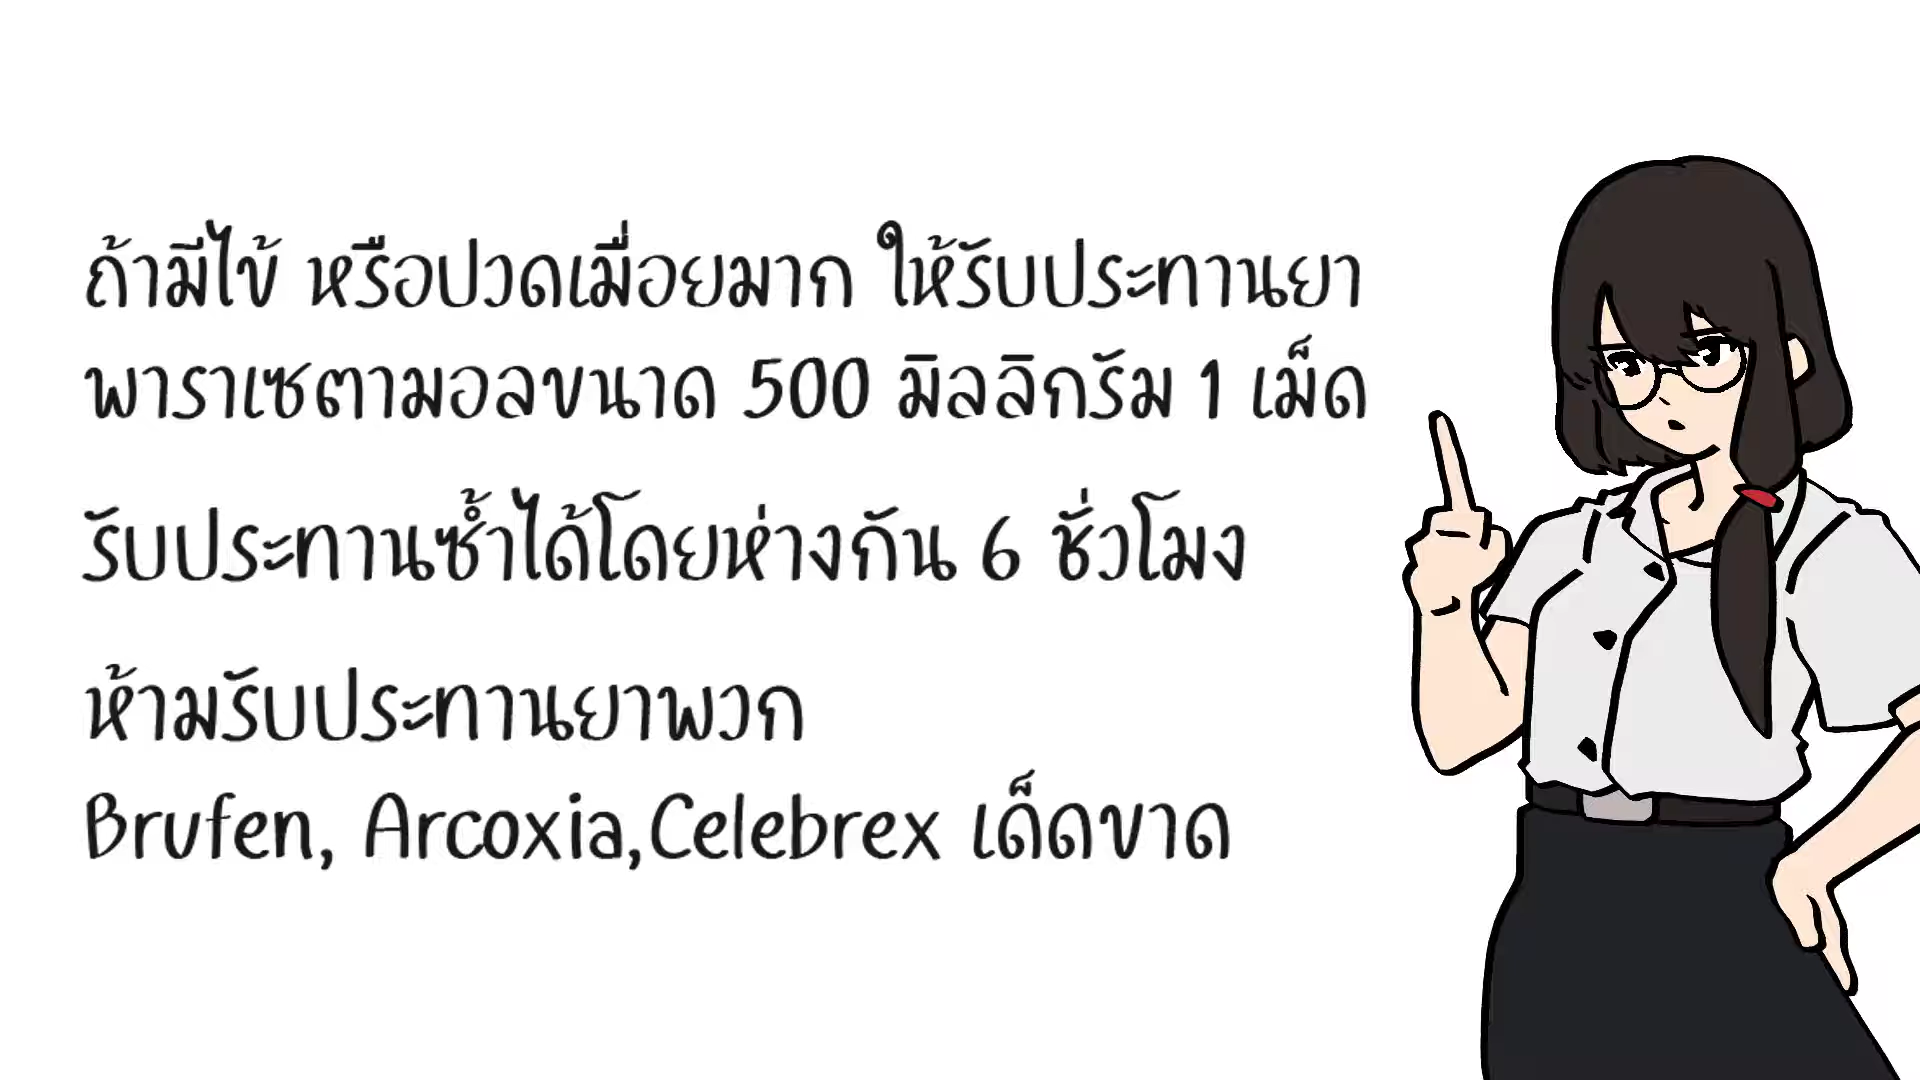 ถ้ามีไข้ หรือปวดเมื่อยมาก ให้รับประทานยา
พาราเซตามอลขนาด 500 มิลลิกรัม 1 เม็ด
รับประทานซ้ำได้โดยห่างกัน 6 ชั่วโมง
ห้ามรับประทานยาพวก
Brufen, Arcoxia,Celebrex เด็ดขาด